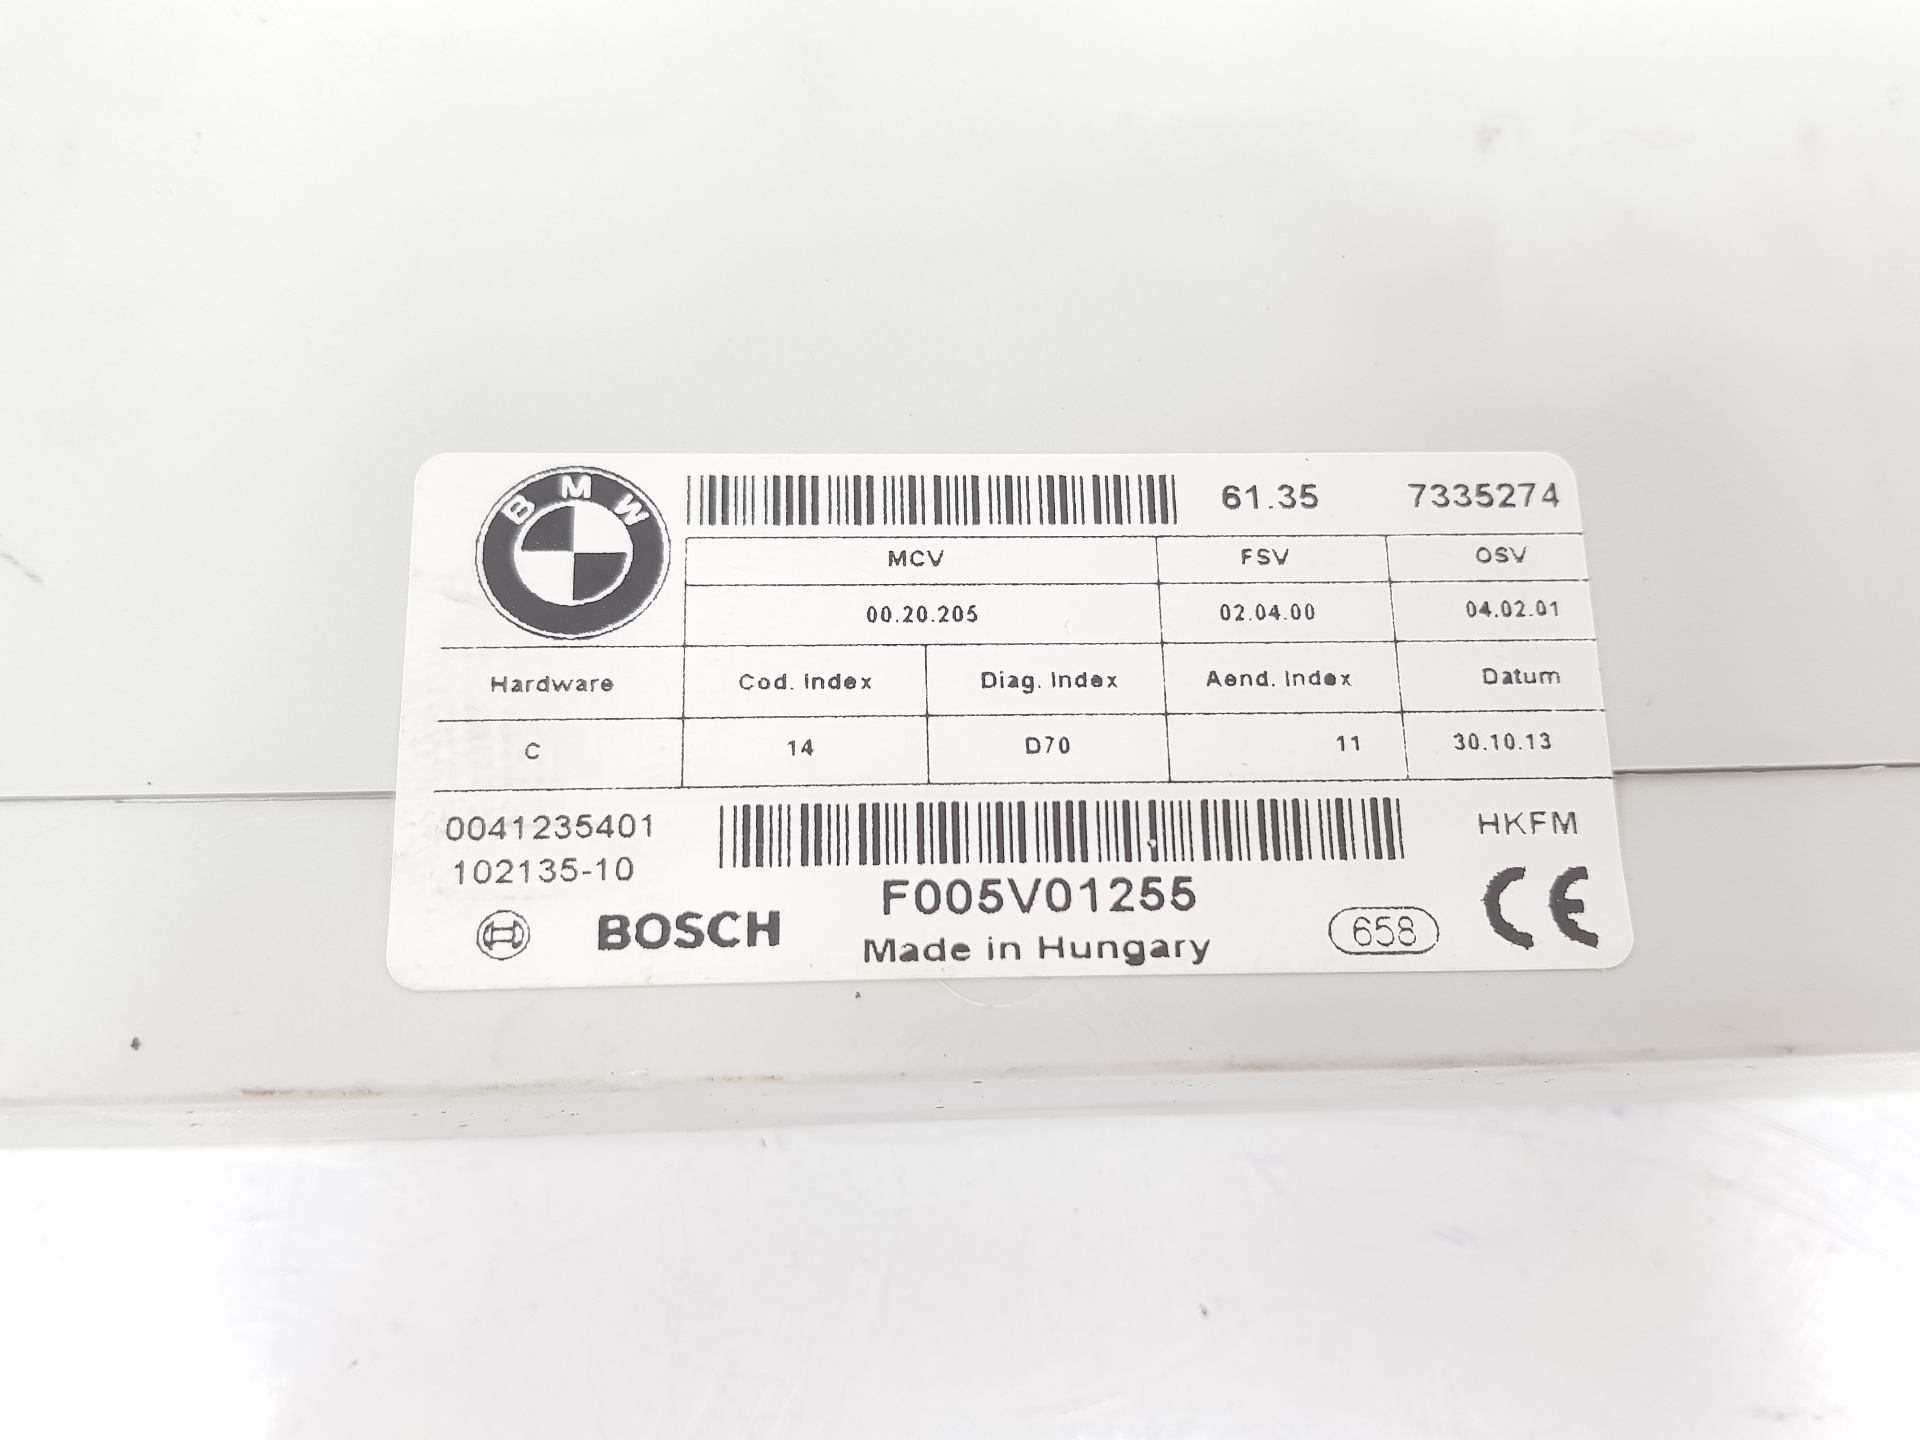 BMW
61.35 7335274
MCV FSV OSV
00.20.205 02.04.00 04.02.01
Hardware Cod. Index Diag. Index Aend. Index Datum
C 14 D70 11 30.10.13
0041235401 HKFM
102135-10
F005V01255
BOSCH Made in Hungary 658 CE